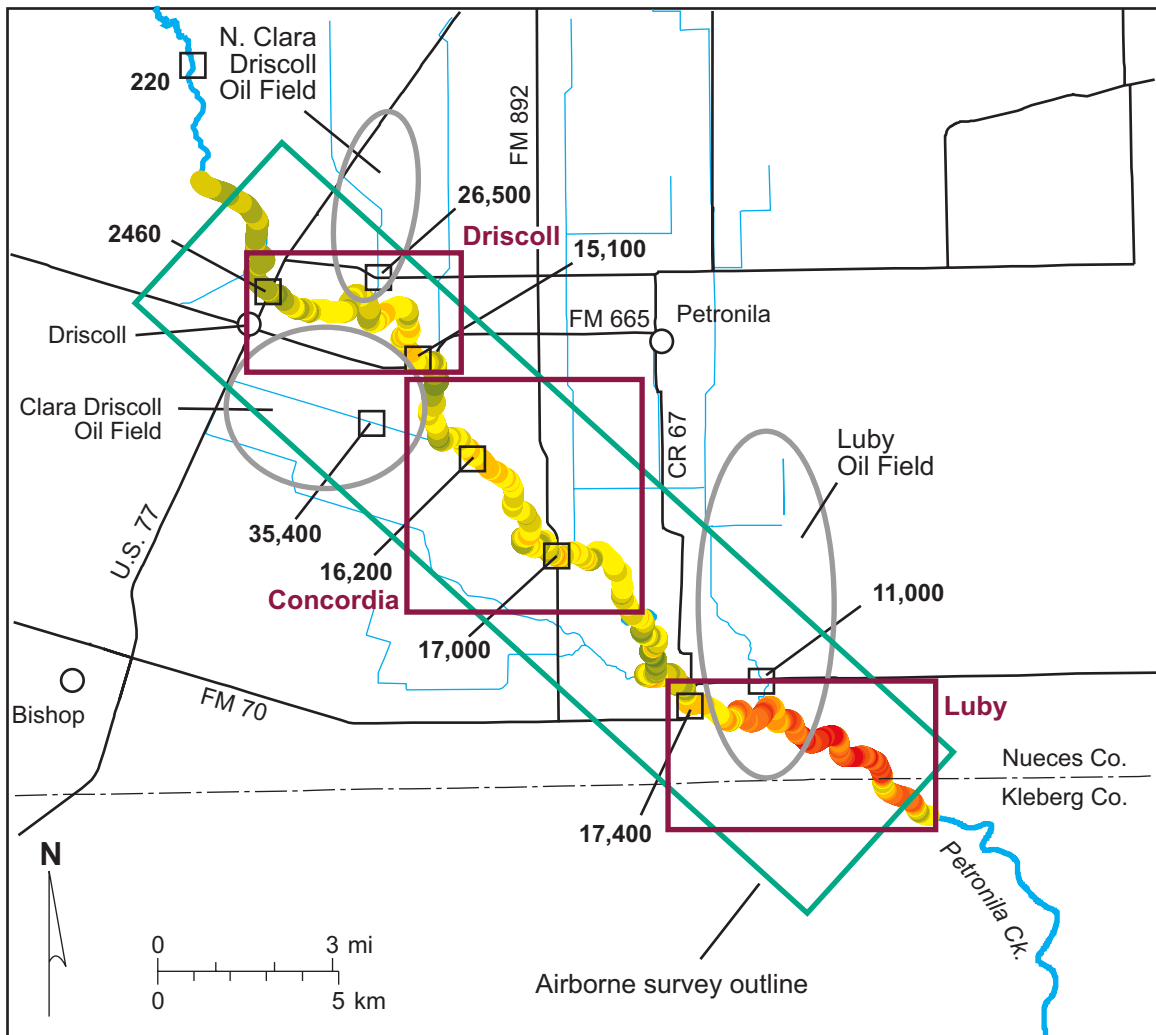 N. Clara
Driscoll
Oil Field
220
FM 892
26,500
2460
Driscoll
15,100
Driscoll
FM 665
Petronila
Clara Driscoll
Oil Field
CR 67
Luby
Oil Field
U.S. 77
35,400
16,200
Concordia
11,000
17,000
Bishop
FM 70
Luby
Nueces Co.
Kleberg Co.
17,400
N
Petronila Ck.
0 3 mi
0 5 km
Airborne survey outline